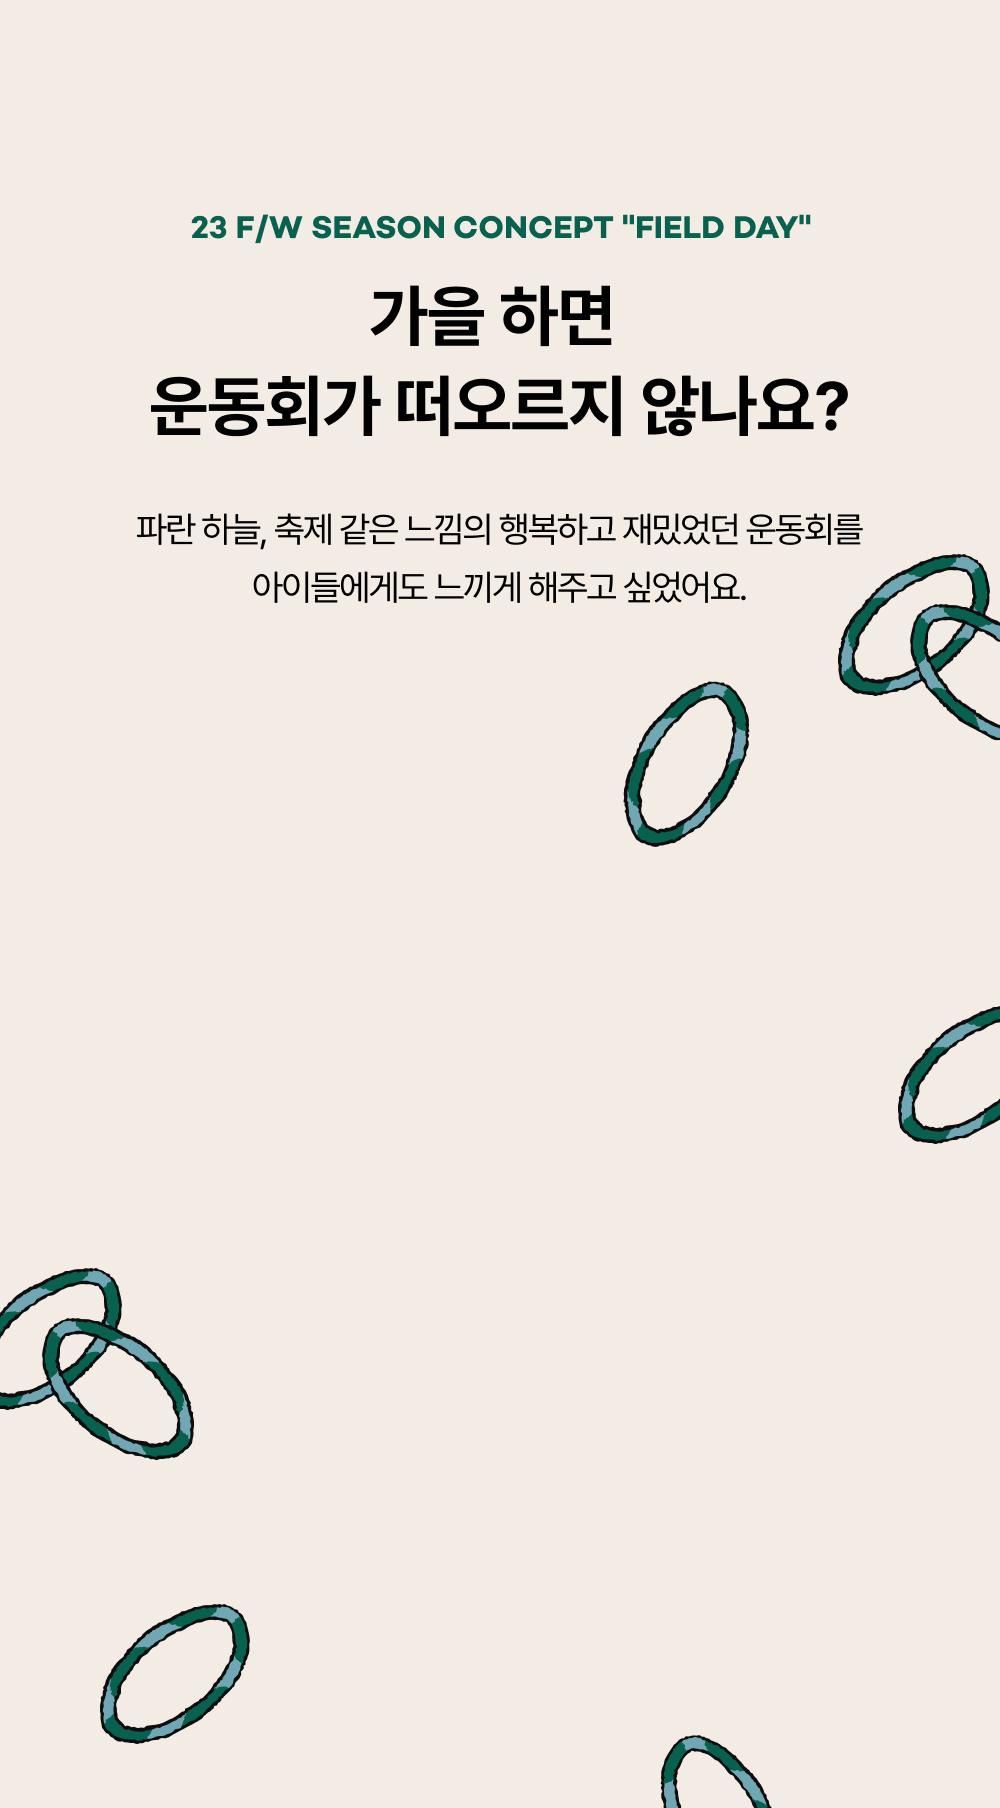 23 F/W SEASON CONCEPT "FIELD DAY"
가을 하면
운동회가 떠오르지 않나요?
파란 하늘, 축제 같은 느낌의 행복하고 재밌었던 운동회를
아이들에게도 느끼게 해주고 싶었어요.